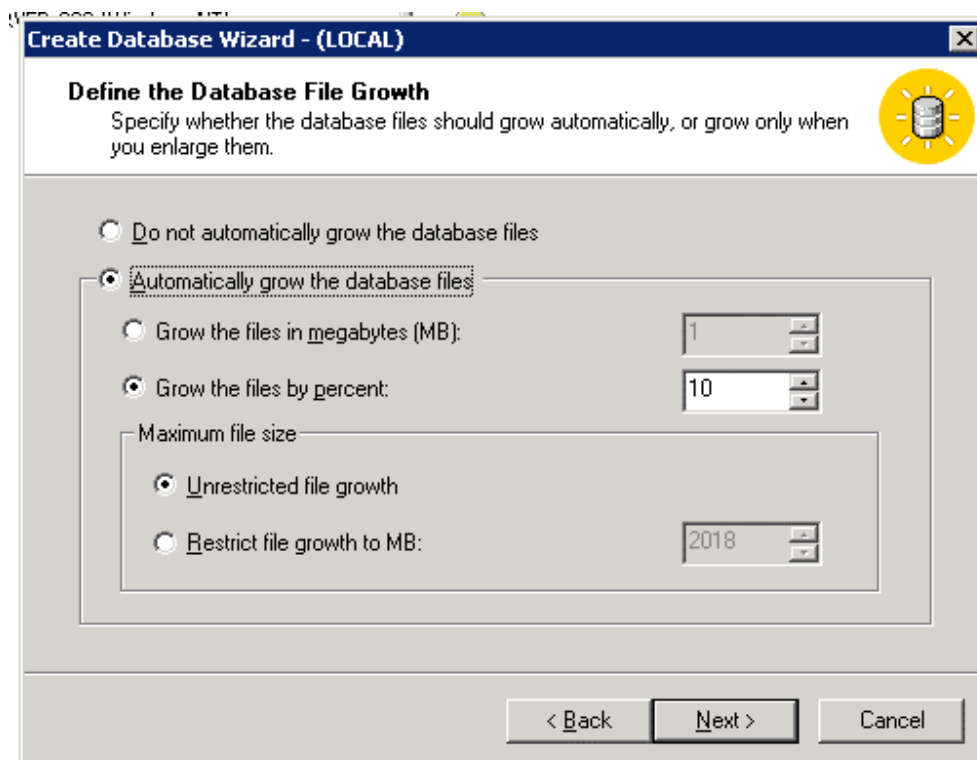 Create Database Wizard - (LOCAL)
Define the Database File Growth
Specify whether the database files should grow automatically, or grow only when
you enlarge them.
Do not automatically grow the database files
Automatically grow the database files
Grow the files in megabytes (MB): 1
Grow the files by percent: 10
Maximum file size
Unrestricted file growth
Restrict file growth to MB: 2018
< Back Next > Cancel